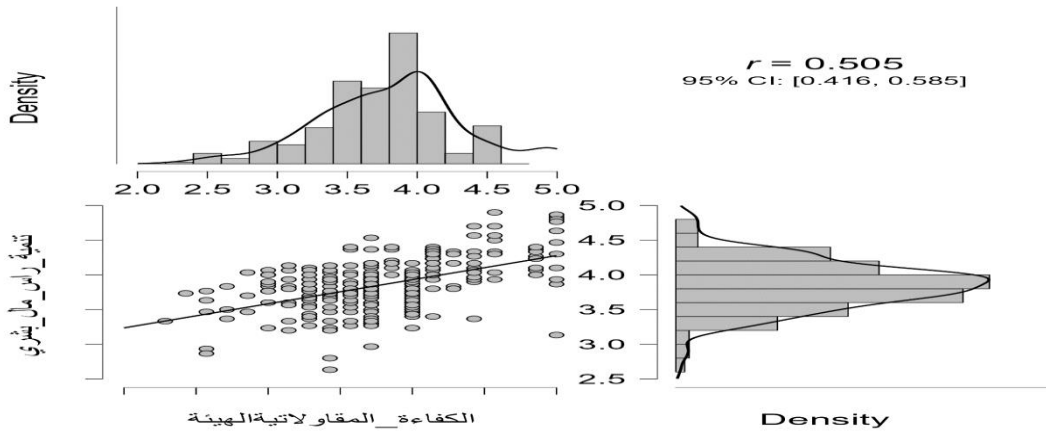 Density
r = 0.505
95% CI: [0.416, 0.585]
2.0 2.5 3.0 3.5 4.0 4.5 5.0
تنمية_راس_مال_بشري
5.0
4.5
4.0
3.5
3.0
2.5
الكفاءة_المقاولاتيةالهيئة
Density